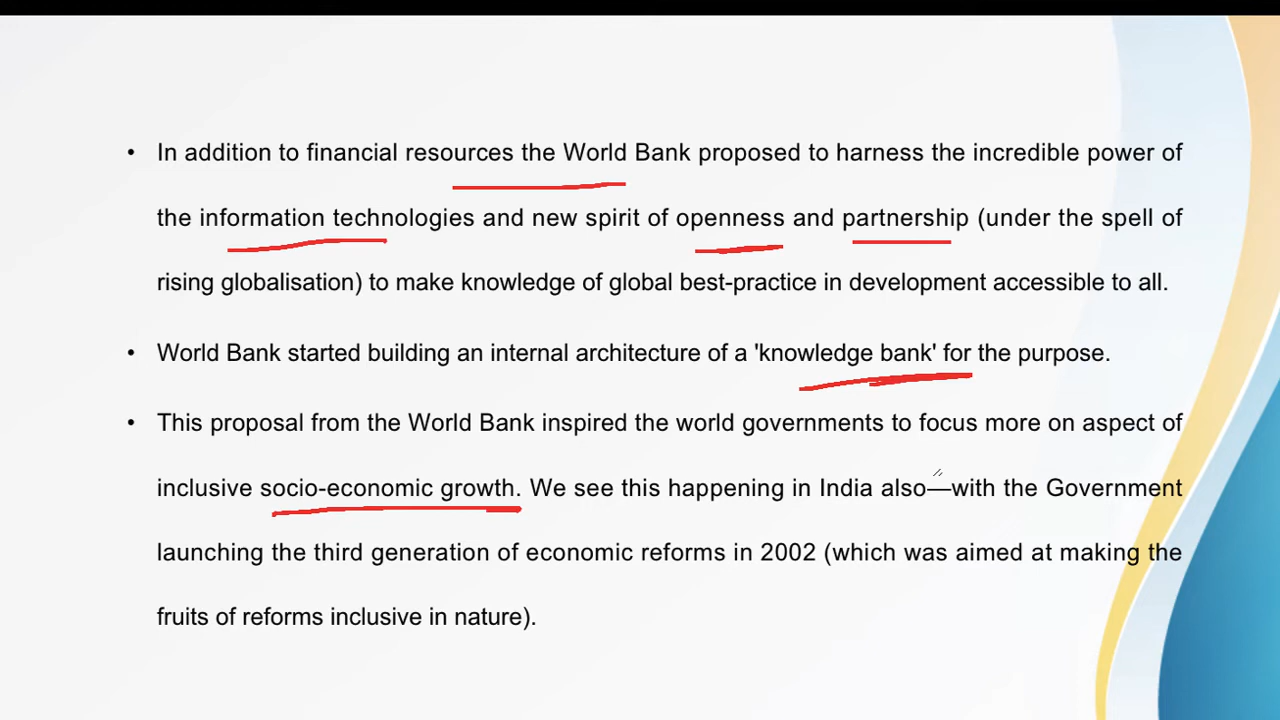 • In addition to financial resources the World Bank proposed to harness the incredible power of
the information technologies and new spirit of openness and partnership (under the spell of
rising globalisation) to make knowledge of global best-practice in development accessible to all.
• World Bank started building an internal architecture of a 'knowledge bank' for the purpose.
• This proposal from the World Bank inspired the world governments to focus more on aspect of
inclusive socio-economic growth. We see this happening in India also—with the Government
launching the third generation of economic reforms in 2002 (which was aimed at making the
fruits of reforms inclusive in nature).